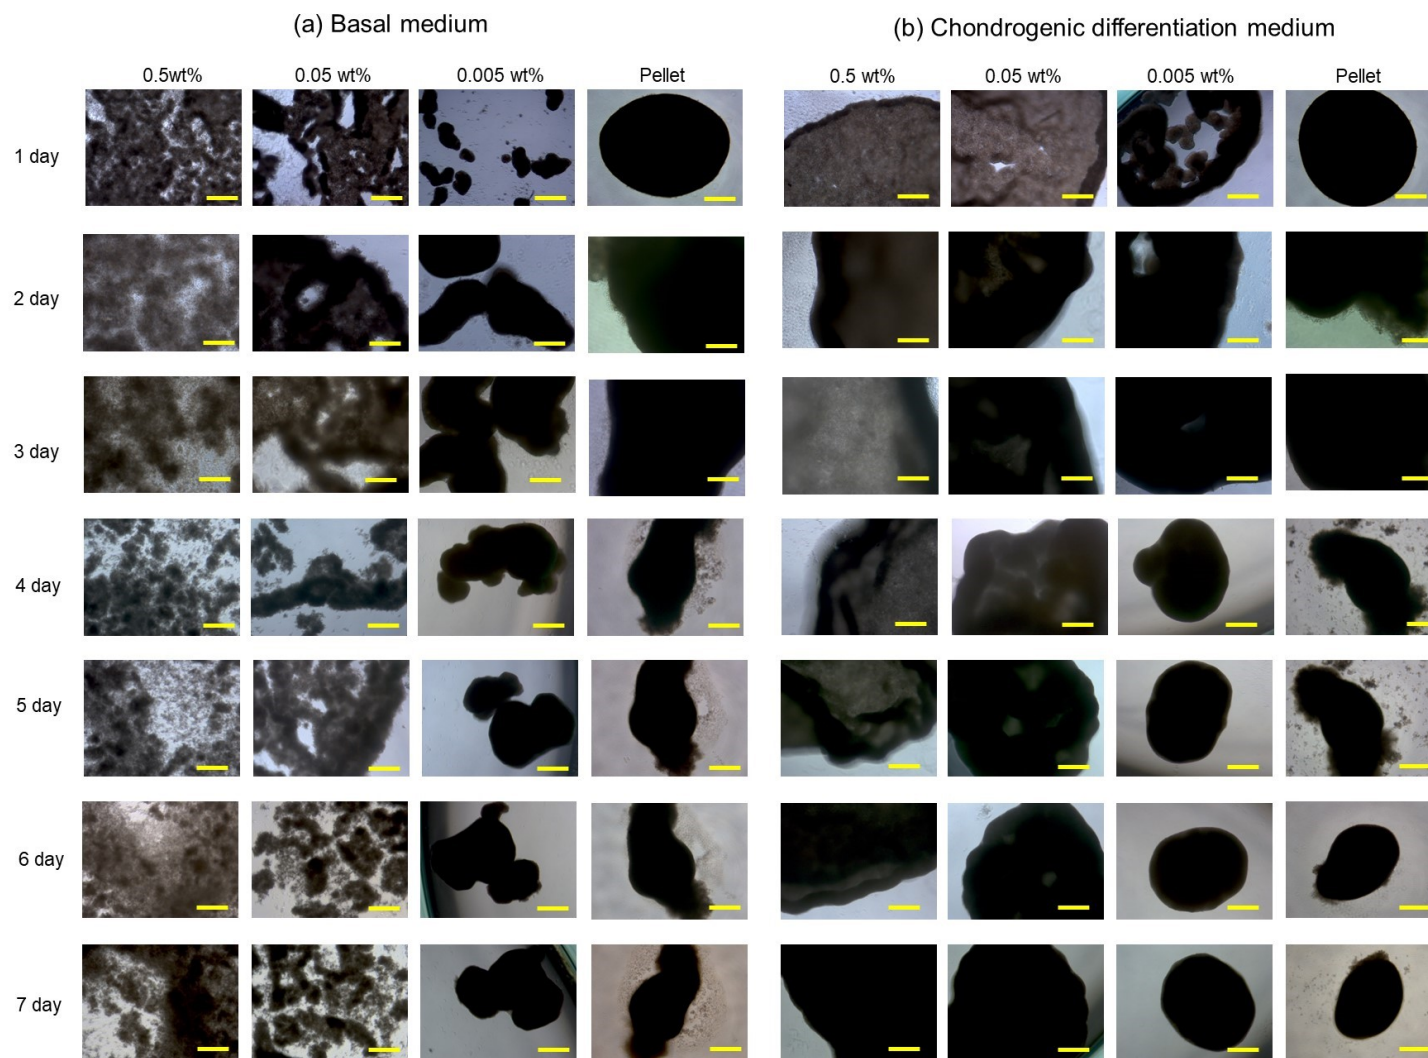 (a) Basal medium
(b) Chondrogenic differentiation medium
0.5wt% 0.05 wt% 0.005 wt% Pellet 0.5 wt% 0.05 wt% 0.005 wt% Pellet
1 day
2 day
3 day
4 day
5 day
6 day
7 day